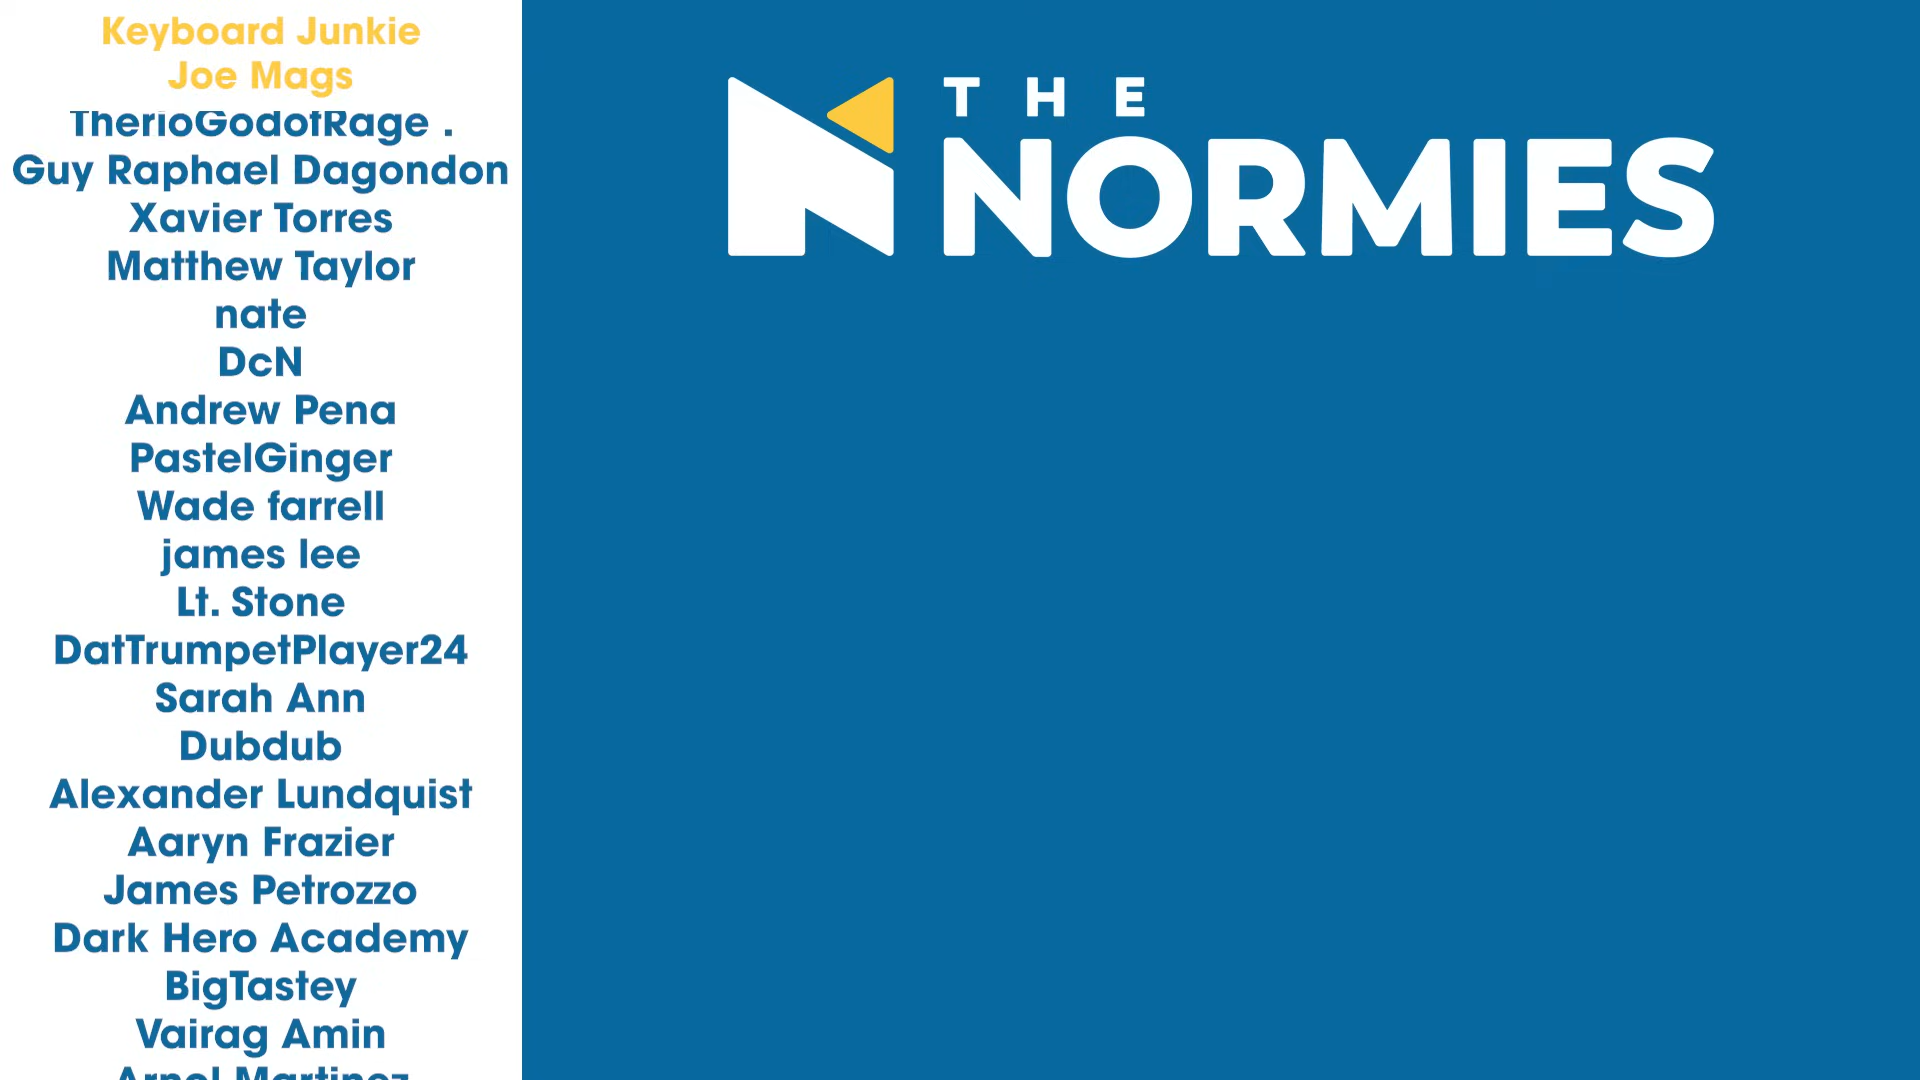 Keyboard Junkie
Joe Mags
TherioGodofRage .
Guy Raphael Dagondon
Xavier Torres
Matthew Taylor
nate
DcN
Andrew Pena
PastelGinger
Wade farrell
james lee
Lt. Stone
DatTrumpetPlayer24
Sarah Ann
Dubdub
Alexander Lundquist
Aaryn Frazier
James Petrozzo
Dark Hero Academy
BigTastey
Vairag Amin
Arnel Martinez
THE
NORMIES